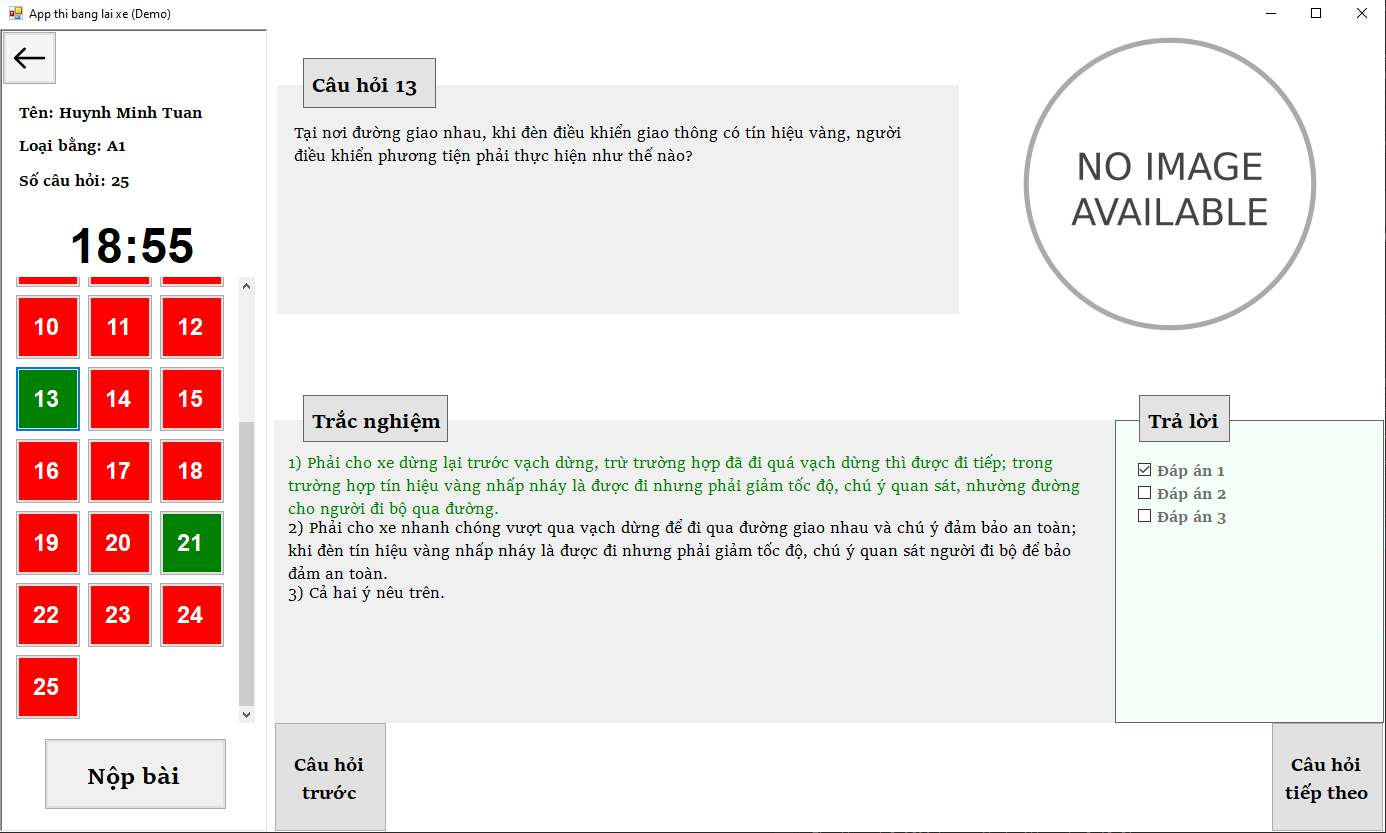 App thi bang lai xe (Demo)
Tên: Huynh Minh Tuan
Loại bằng: A1
Số câu hỏi: 25
18:55
10 11 12
13 14 15
16 17 18
19 20 21
22 23 24
25
Nộp bài
Câu hỏi 13
Tại nơi đường giao nhau, khi đèn điều khiển giao thông có tín hiệu vàng, người
điều khiển phương tiện phải thực hiện như thế nào?
NO IMAGE
AVAILABLE
Trắc nghiệm
1) Phải cho xe dừng lại trước vạch dừng, trừ trường hợp đã đi quá vạch dừng thì được đi tiếp; trong
trường hợp tín hiệu vàng nhấp nháy là được đi nhưng phải giảm tốc độ, chú ý quan sát, nhường đường
cho người đi bộ qua đường.
2) Phải cho xe nhanh chóng vượt qua vạch dừng để đi qua đường giao nhau và chú ý đảm bảo an toàn;
khi đèn tín hiệu vàng nhấp nháy là được đi nhưng phải giảm tốc độ, chú ý quan sát người đi bộ để bảo
đảm an toàn.
3) Cả hai ý nêu trên.
Trả lời
Đáp án 1
Đáp án 2
Đáp án 3
Câu hỏi
trước
Câu hỏi
tiếp theo